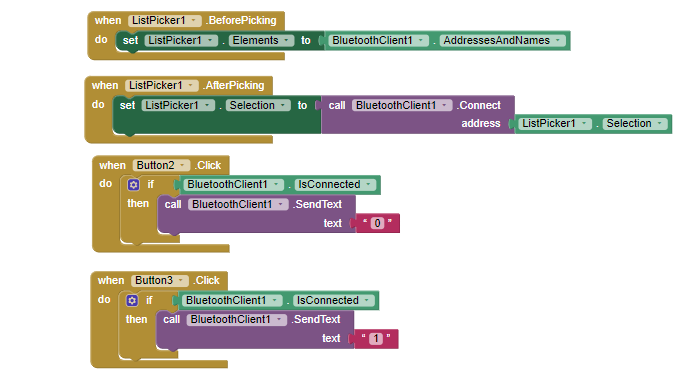 when ListPicker1 .BeforePicking
do set ListPicker1 . Elements to BluetoothClient1 . AddressesAndNames
when ListPicker1 .AfterPicking
do set ListPicker1 . Selection to call BluetoothClient1 .Connect
address ListPicker1 . Selection
when Button2 .Click
do if BluetoothClient1 . IsConnected
then call BluetoothClient1 .SendText
text “ 0 ”
when Button3 .Click
do if BluetoothClient1 . IsConnected
then call BluetoothClient1 .SendText
text “ 1 ”